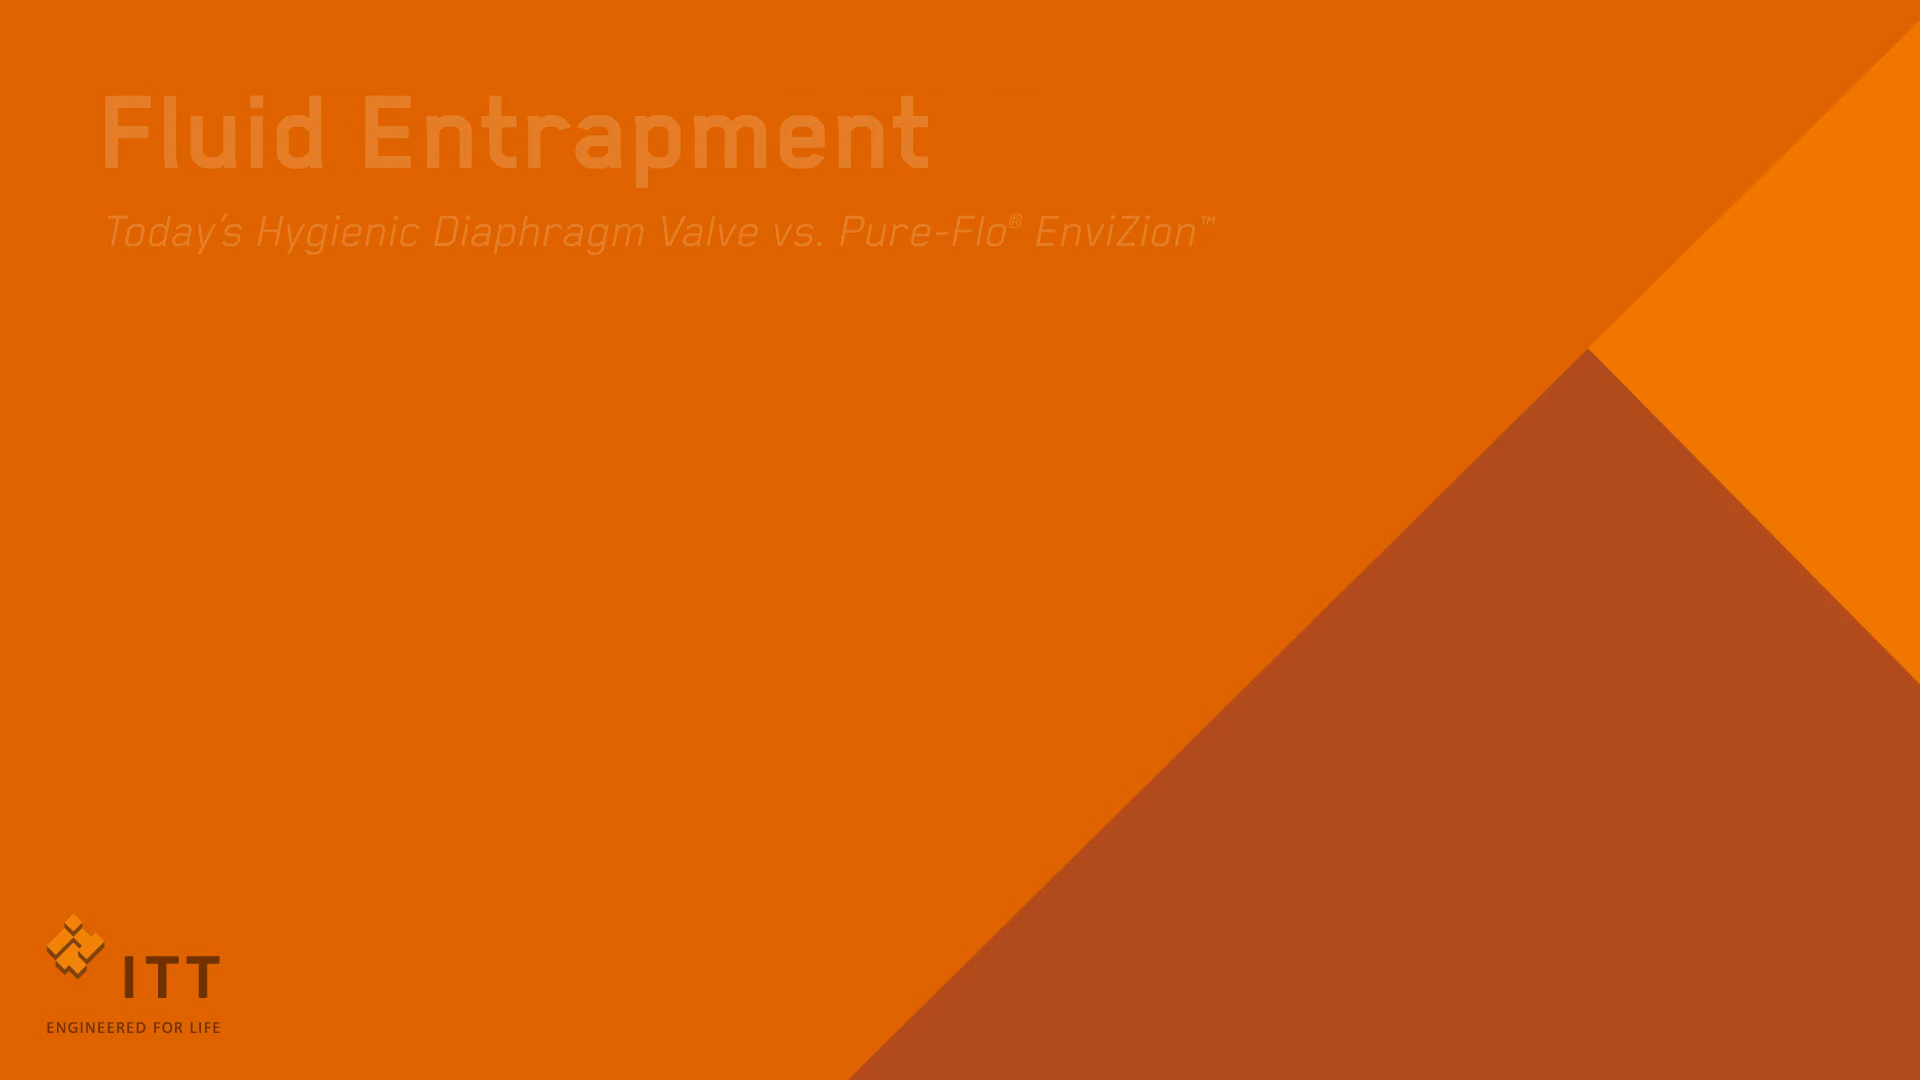 Fluid Entrapment
Today's Hygienic Diaphragm Valve vs. Pure-Flo® EnviZion™
ITT
ENGINEERED FOR LIFE